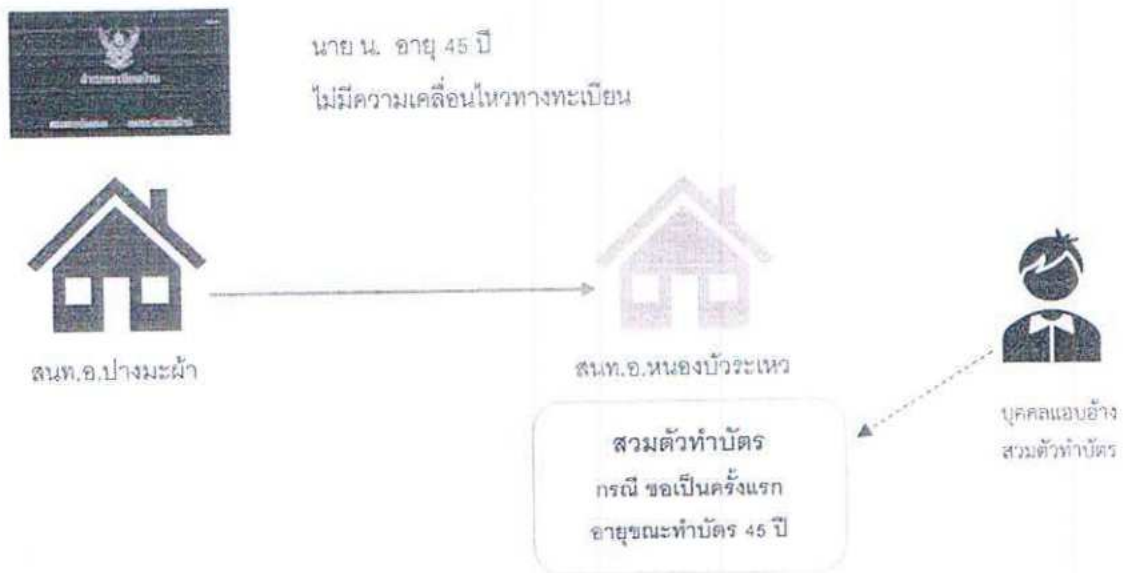 นาย น. อายุ 45 ปี
ไม่มีความเคลื่อนไหวทางทะเบียน
สนท.อ.ปางมะผ้า
สนท.อ.หนองบัวระเหว
บุคคลแอบอ้าง
สวมตัวทำบัตร
สวมตัวทำบัตร
กรณี ขอเป็นครั้งแรก
อายุขณะทำบัตร 45 ปี